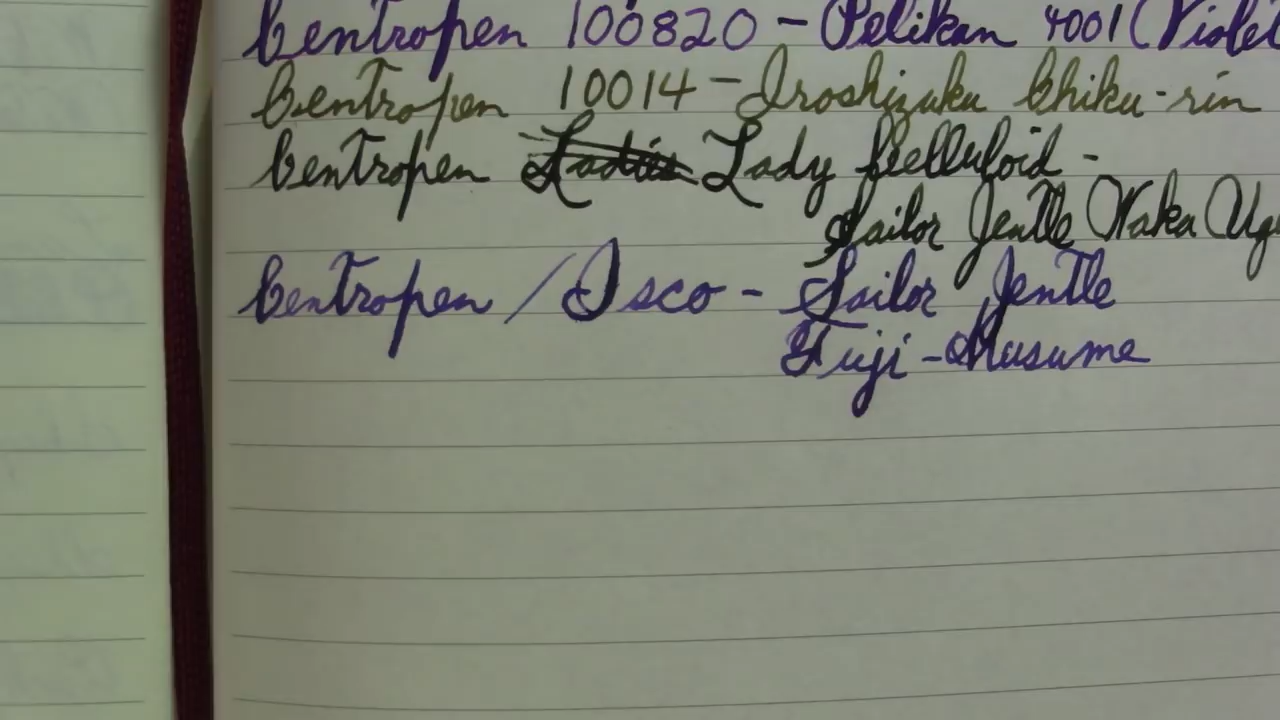 Centropen 100820 - Pelikan 4001 (Violet
Centropen 10014 - Iroshizuku Chiku-rin
Centropen Lady Celluloid -
Sailor Jentle Waka Ugu
Centropen / Isco - Sailor Jentle
Fuji-Musume